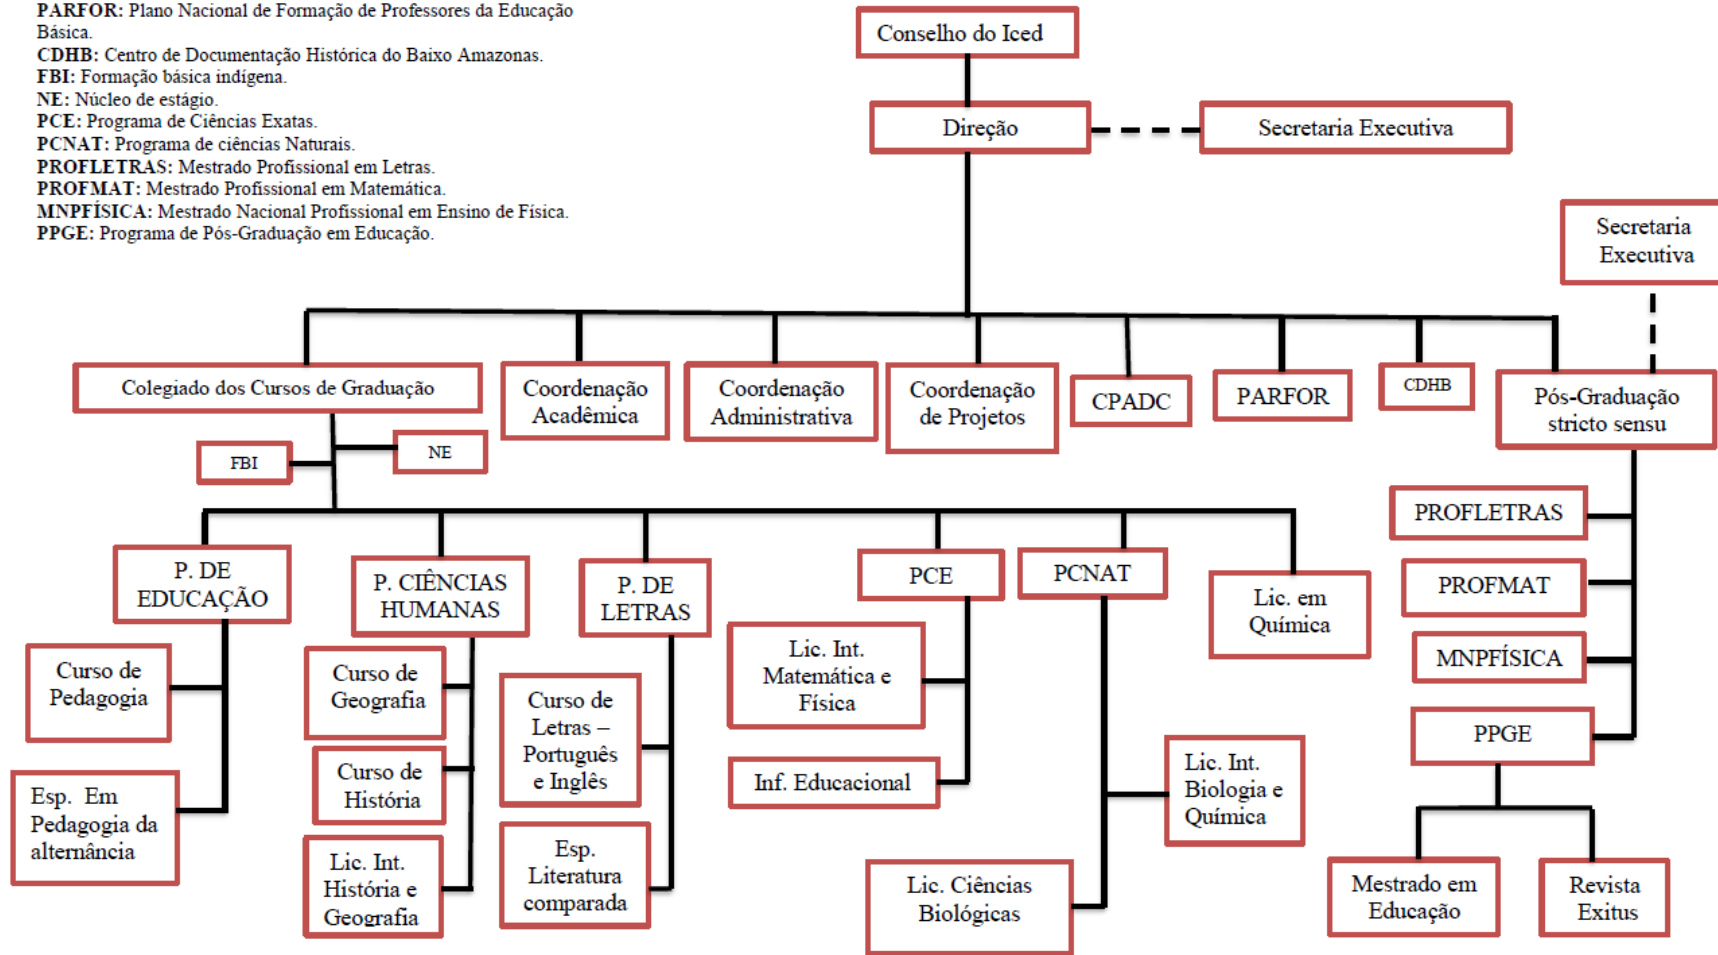 PARFOR: Plano Nacional de Formação de Professores da Educação
Básica.
CDHB: Centro de Documentação Histórica do Baixo Amazonas.
FBI: Formação básica indígena.
NE: Núcleo de estágio.
PCE: Programa de Ciências Exatas.
PCNAT: Programa de ciências Naturais.
PROFLETRAS: Mestrado Profissional em Letras.
PROFMAT: Mestrado Profissional em Matemática.
MNPFÍSICA: Mestrado Nacional Profissional em Ensino de Física.
PPGE: Programa de Pós-Graduação em Educação.
Conselho do Iced
Direção
Secretaria Executiva
Secretaria
Executiva
Colegiado dos Cursos de Graduação
Coordenação
Acadêmica
Coordenação
Administrativa
Coordenação
de Projetos
CPADC
PARFOR
CDHB
Pós-Graduação
stricto sensu
FBI
NE
P. DE
EDUCAÇÃO
P. CIÊNCIAS
HUMANAS
P. DE
LETRAS
PCE
PCNAT
Lic. em
Química
PROFLETRAS
PROFMAT
MNPFÍSICA
PPGE
Curso de
Pedagogia
Esp. Em
Pedagogia da
alternância
Curso de
Geografia
Curso de
História
Lic. Int.
História e
Geografia
Curso de
Letras –
Português
e Inglês
Esp.
Literatura
comparada
Lic. Int.
Matemática e
Física
Inf. Educacional
Lic. Int.
Biologia e
Química
Lic. Ciências
Biológicas
Mestrado em
Educação
Revista
Exitus